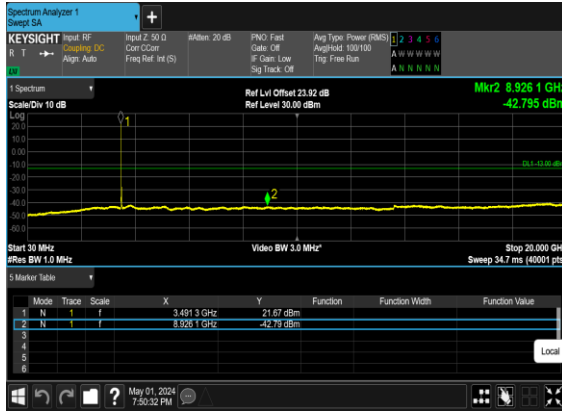 Spectrum Analyzer 1
Swept SA
+
KEYSIGHT Input: RF Input Z: 50 Ω #Atten: 20 dB PNO: Fast Avg Type: Power (RMS) 1 2 3 4 5 6
R T Coupling: DC Corr CCorr Gate: Off Avg|Hold: 100/100 A W W W W W
Align: Auto Freq Ref: Int (S) IF Gain: Low Trig: Free Run
LU Sig Track: Off A N N N N N
1 Spectrum Ref Lvl Offset 23.92 dB Mkr2 8.926 1 GHz
Scale/Div 10 dB Ref Level 30.00 dBm -42.795 dBm
Log
1
20.0
10.0
0.00
-10.0 DL1 -13.00 dBm
-20.0
-30.0
2
-40.0
-50.0
-60.0
Start 30 MHz Video BW 3.0 MHz* Stop 20.000 GHz
#Res BW 1.0 MHz Sweep 34.7 ms (40001 pts)
5 Marker Table
Mode Trace Scale X Y Function Function Width Function Value
1 N 1 f 3.491 3 GHz 21.67 dBm
2 N 1 f 8.926 1 GHz -42.79 dBm
3
4
5
6
Local
? May 01, 2024
7:50:32 PM